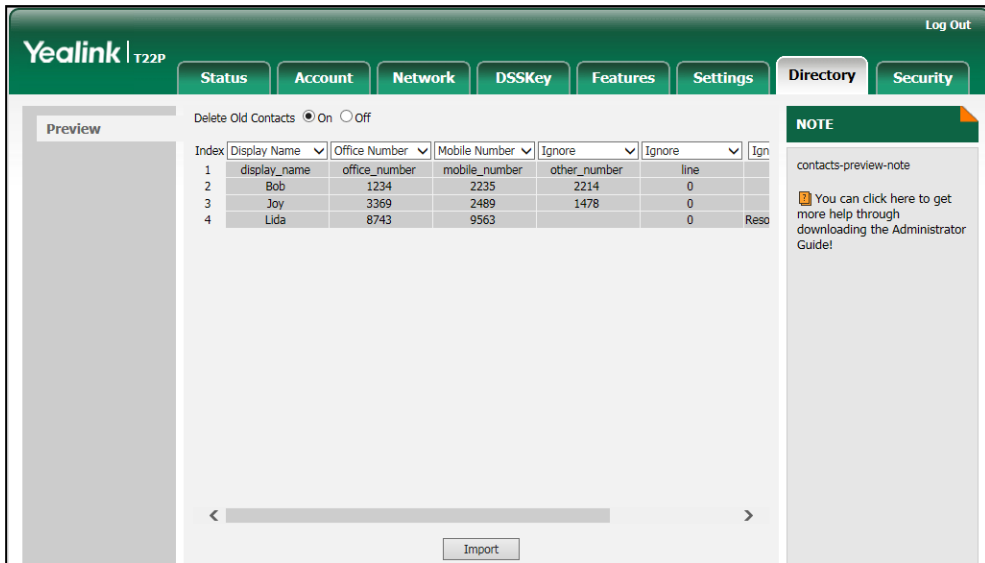 Log Out
Yealink T22P
Status Account Network DSSKey Features Settings Directory Security
Preview
Delete Old Contacts On Off
Index Display Name Office Number Mobile Number Ignore Ignore Ign
1 display_name office_number mobile_number other_number line
2 Bob 1234 2235 2214 0
3 Joy 3369 2489 1478 0
4 Lida 8743 9563 0 Reso
Import
NOTE
contacts-preview-note
You can click here to get
more help through
downloading the Administrator
Guide!